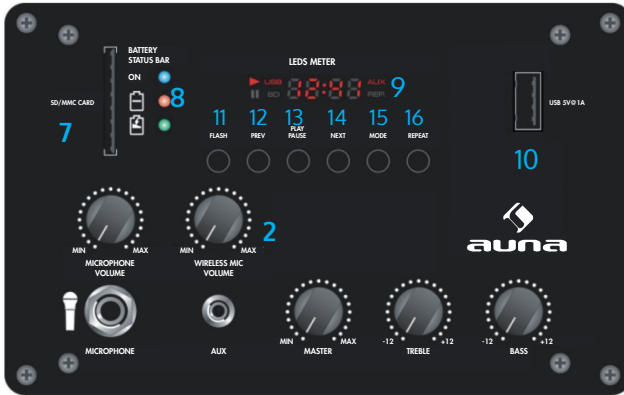 BATTERY
STATUS BAR
ON
8
SD/MMC CARD
7
LEDS METER
USB
SD
12:41
AUX
REP.
9
11 12 13 14 15 16
FLASH PREV PLAY PAUSE NEXT MODE REPEAT
USB 5V@1A
10
MIN MAX
MICROPHONE
VOLUME
MIN MAX
WIRELESS MIC
VOLUME
2
auna
MICROPHONE
AUX
MIN MAX
MASTER
-12 +12
TREBLE
-12 +12
BASS